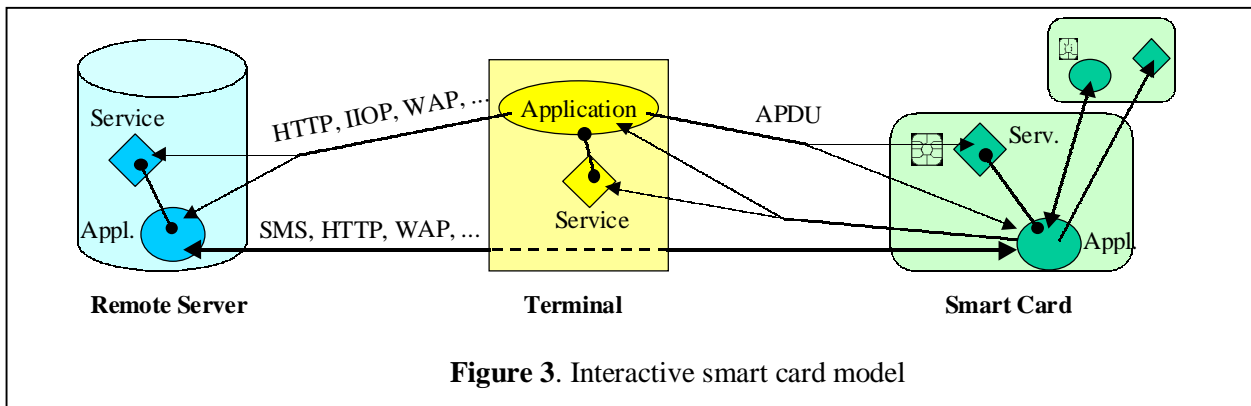 Service
HTTP, IIOP, WAP, ...
Application
APDU
Serv.
Service
Appl.
SMS, HTTP, WAP, ...
Appl.
Remote Server
Terminal
Smart Card
Figure 3. Interactive smart card model